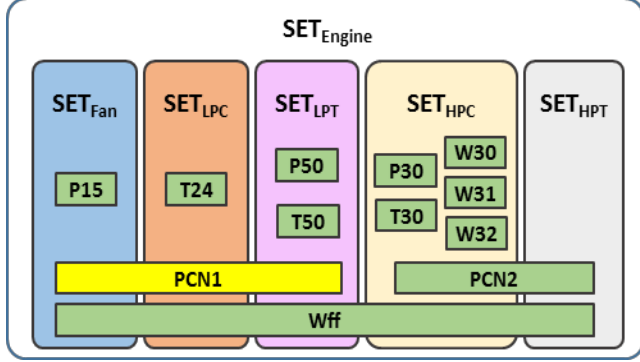 SETEngine
SETFan SETLPC SETLPT SETHPC SETHPT
P15 T24 P50 P30 W30
T50 T30 W31
W32
PCN1 PCN2
Wff